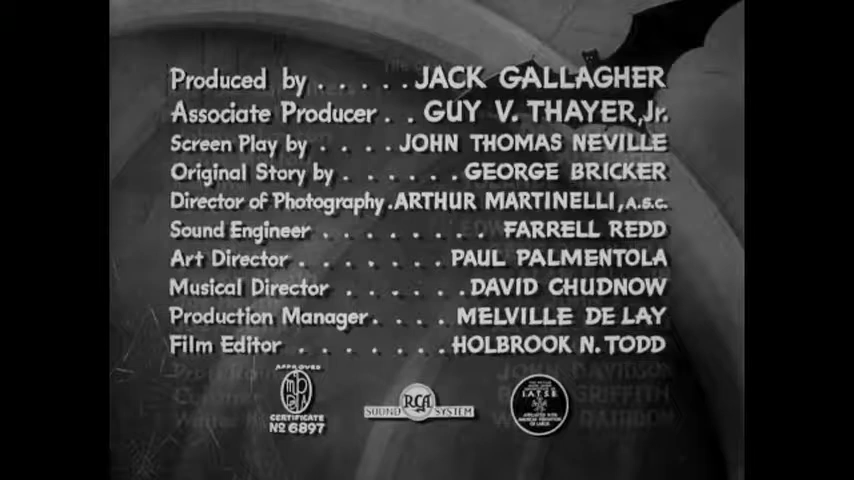 Produced by . . . . . JACK GALLAGHER
Associate Producer . . GUY V. THAYER, Jr.
Screen Play by . . . . JOHN THOMAS NEVILLE
Original Story by . . . . . . GEORGE BRICKER
Director of Photography . ARTHUR MARTINELLI, A.S.C.
Sound Engineer . . . . . . . . FARRELL REDD
Art Director . . . . . . . PAUL PALMENTOLA
Musical Director . . . . . . DAVID CHUDNOW
Production Manager . . . . MELVILLE DE LAY
Film Editor . . . . . . . HOLBROOK N. TODD
APPROVED
CERTIFICATE
No 6897
SOUND RCA SYSTEM
I.A.T.S.E.
DAVIDSON
GRIFFITH